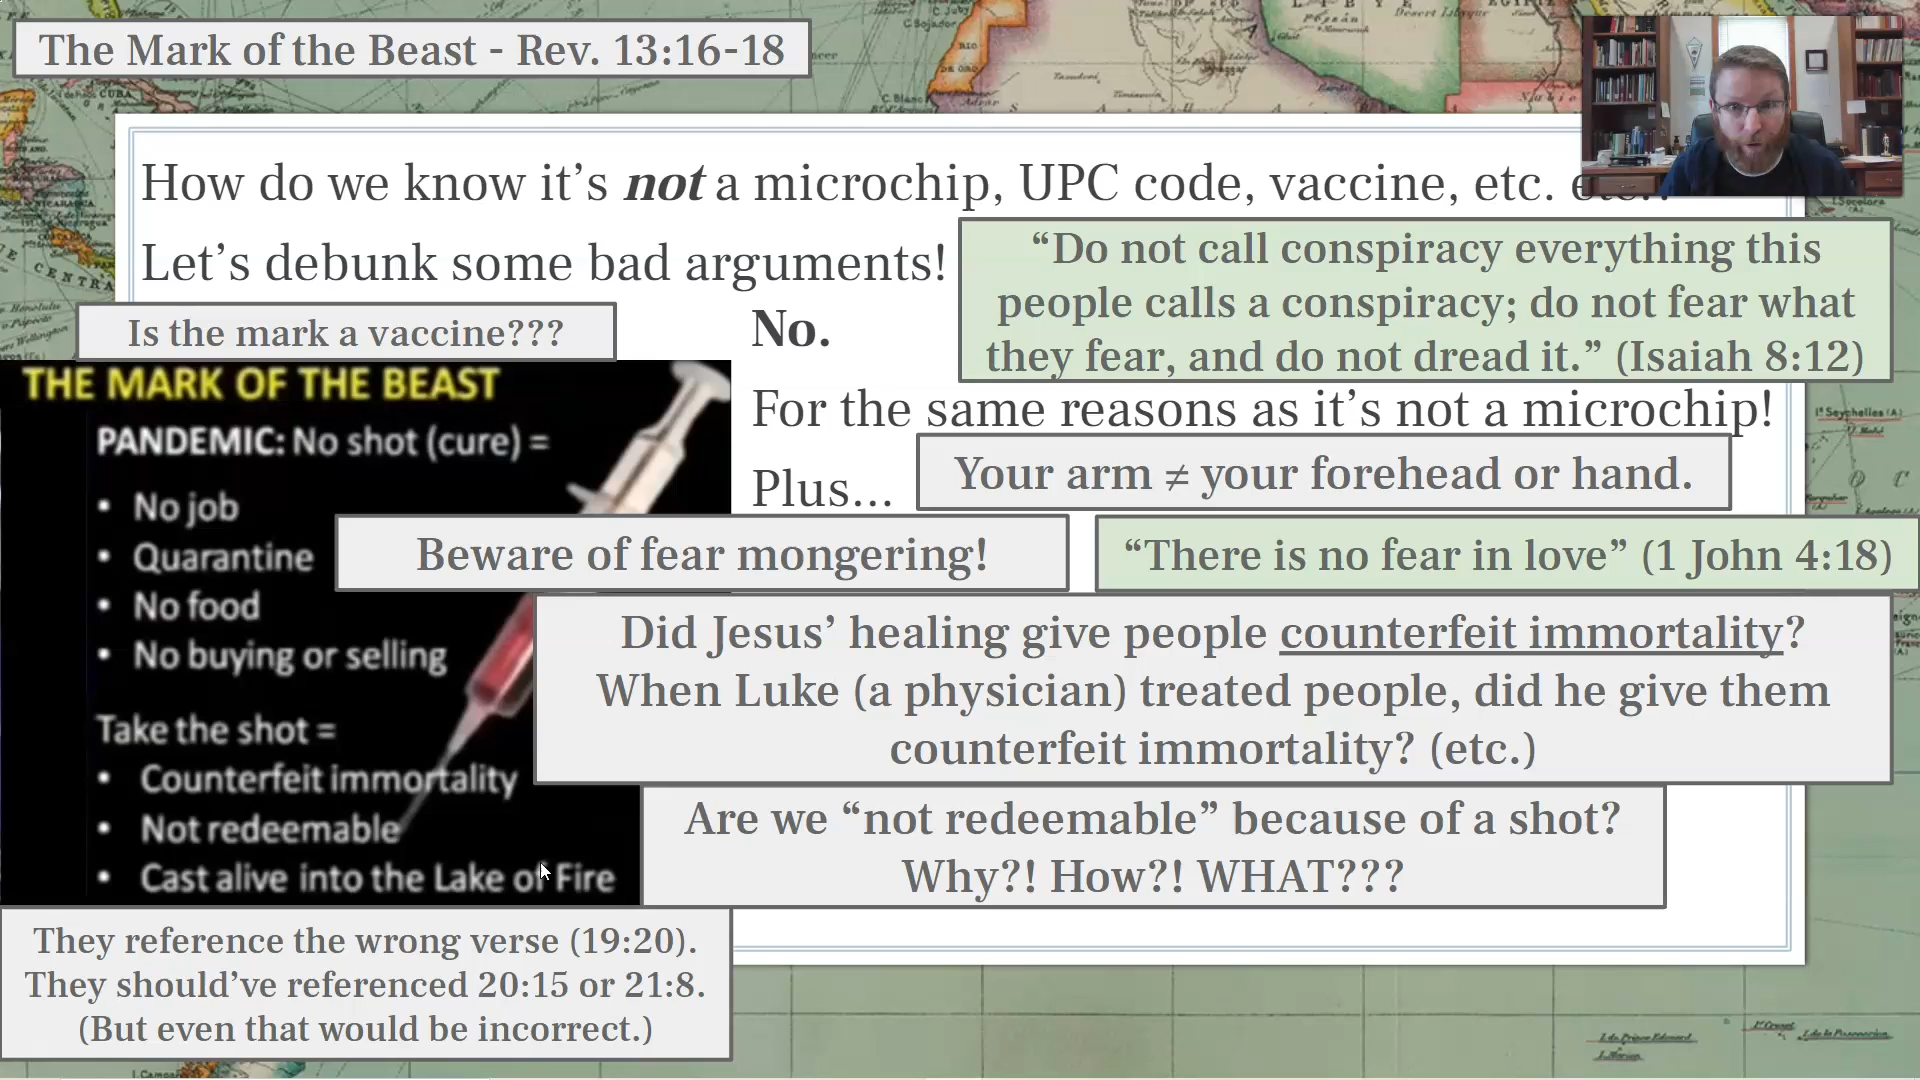 The Mark of the Beast - Rev. 13:16-18
How do we know it's not a microchip, UPC code, vaccine, etc. etc.?
Let's debunk some bad arguments!
"Do not call conspiracy everything this
people calls a conspiracy; do not fear what
they fear, and do not dread it." (Isaiah 8:12)
Is the mark a vaccine???
No.
For the same reasons as it's not a microchip!
Plus...
Your arm ≠ your forehead or hand.
THE MARK OF THE BEAST
PANDEMIC: No shot (cure) =
• No job
• Quarantine
• No food
• No buying or selling
Take the shot =
• Counterfeit immortality
• Not redeemable
• Cast alive into the Lake of Fire
Beware of fear mongering!
"There is no fear in love" (1 John 4:18)
Did Jesus' healing give people counterfeit immortality?
When Luke (a physician) treated people, did he give them
counterfeit immortality? (etc.)
Are we "not redeemable" because of a shot?
Why?! How?! WHAT???
They reference the wrong verse (19:20).
They should've referenced 20:15 or 21:8.
(But even that would be incorrect.)